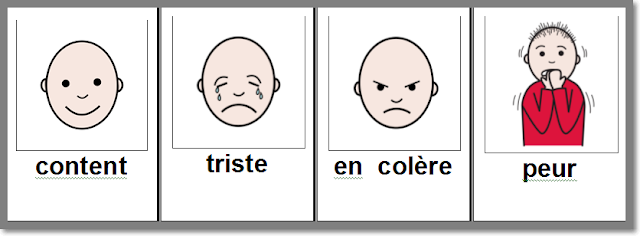 content
triste
en colère
peur